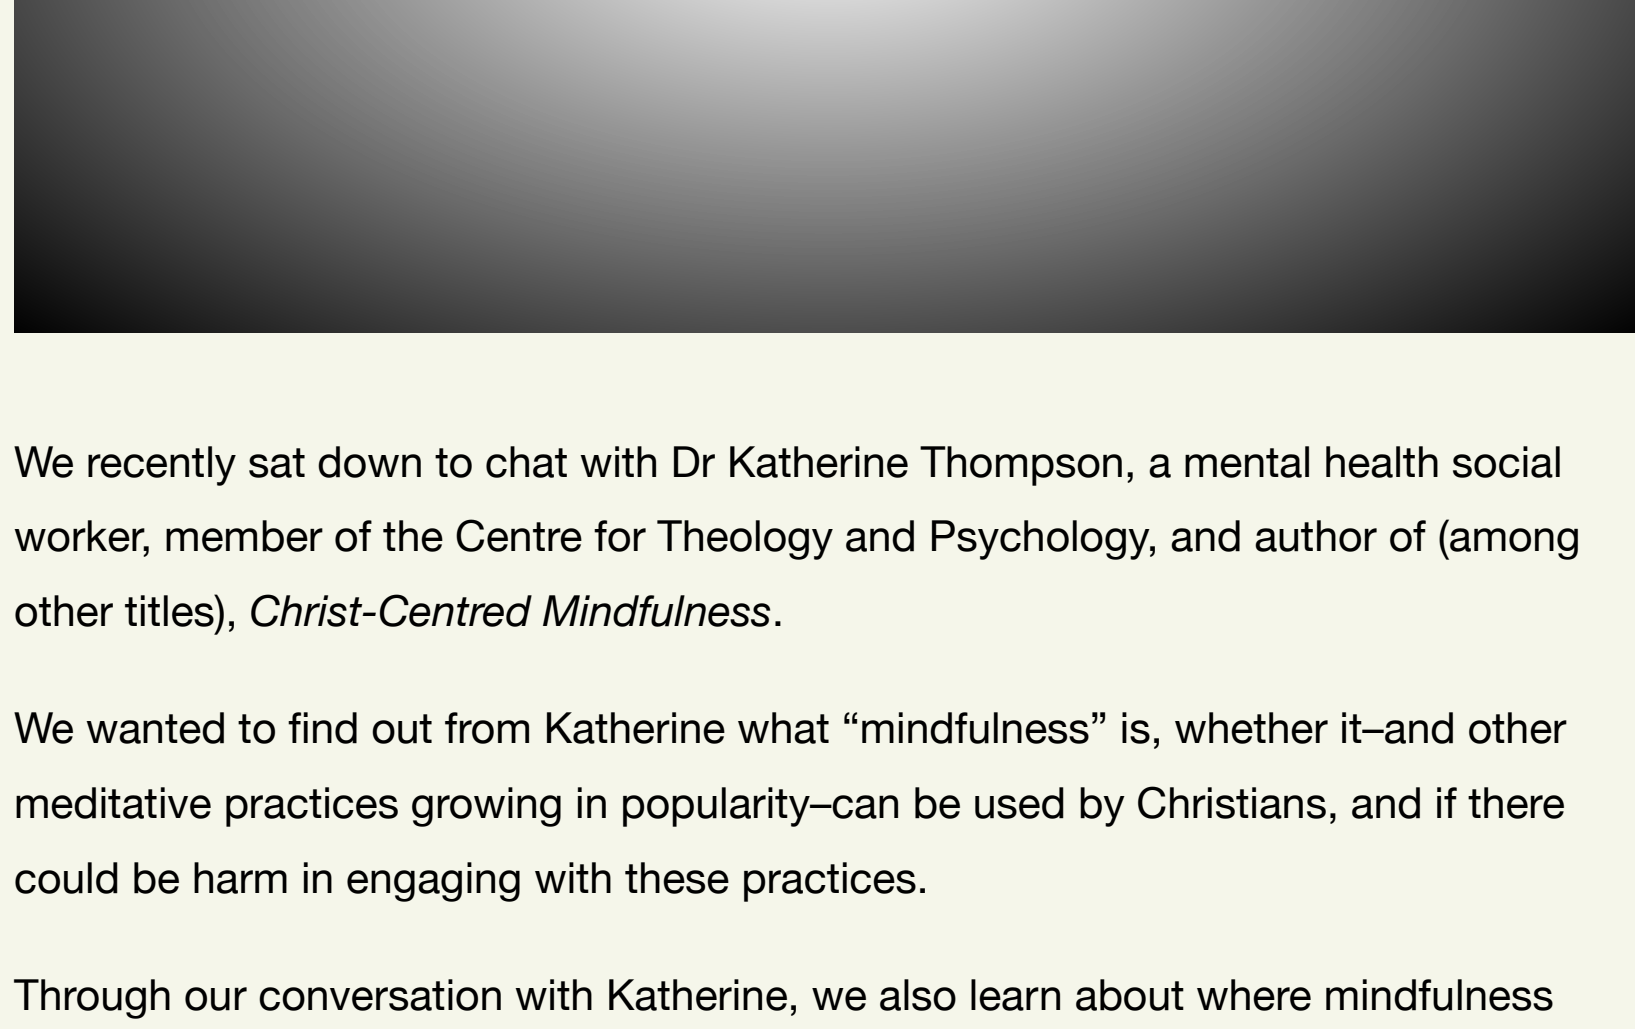 We recently sat down to chat with Dr Katherine Thompson, a mental health social
worker, member of the Centre for Theology and Psychology, and author of (among
other titles), Christ-Centred Mindfulness.
We wanted to find out from Katherine what “mindfulness” is, whether it–and other
meditative practices growing in popularity–can be used by Christians, and if there
could be harm in engaging with these practices.
Through our conversation with Katherine, we also learn about where mindfulness